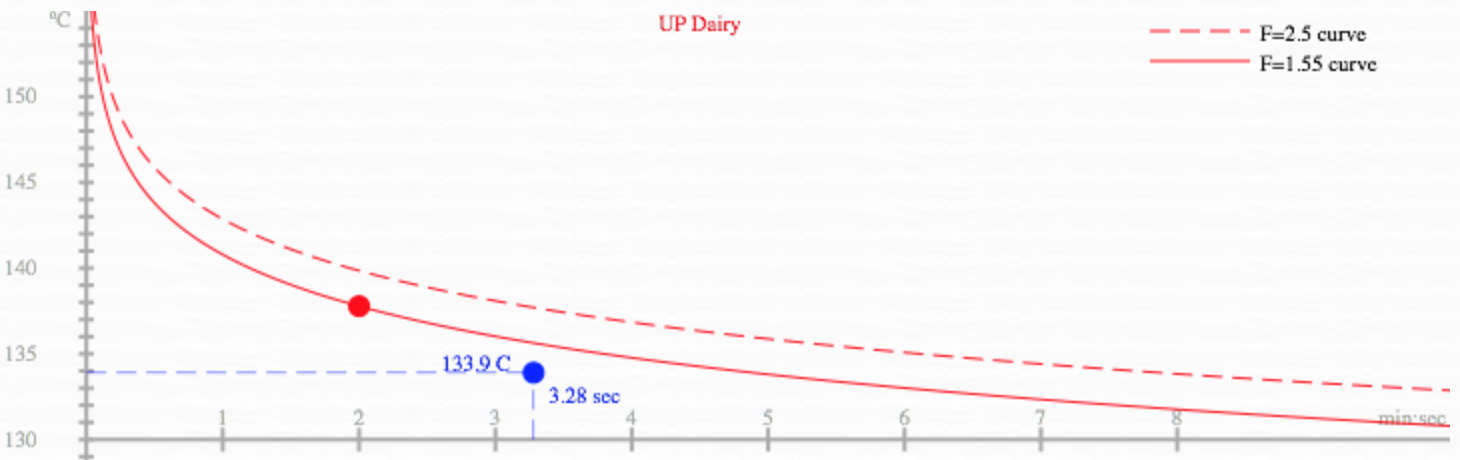 ºC
UP Dairy
F=2.5 curve
F=1.55 curve
150
145
140
135
133.9 C
3.28 sec
1 2 3 4 5 6 7 8 min:sec
130